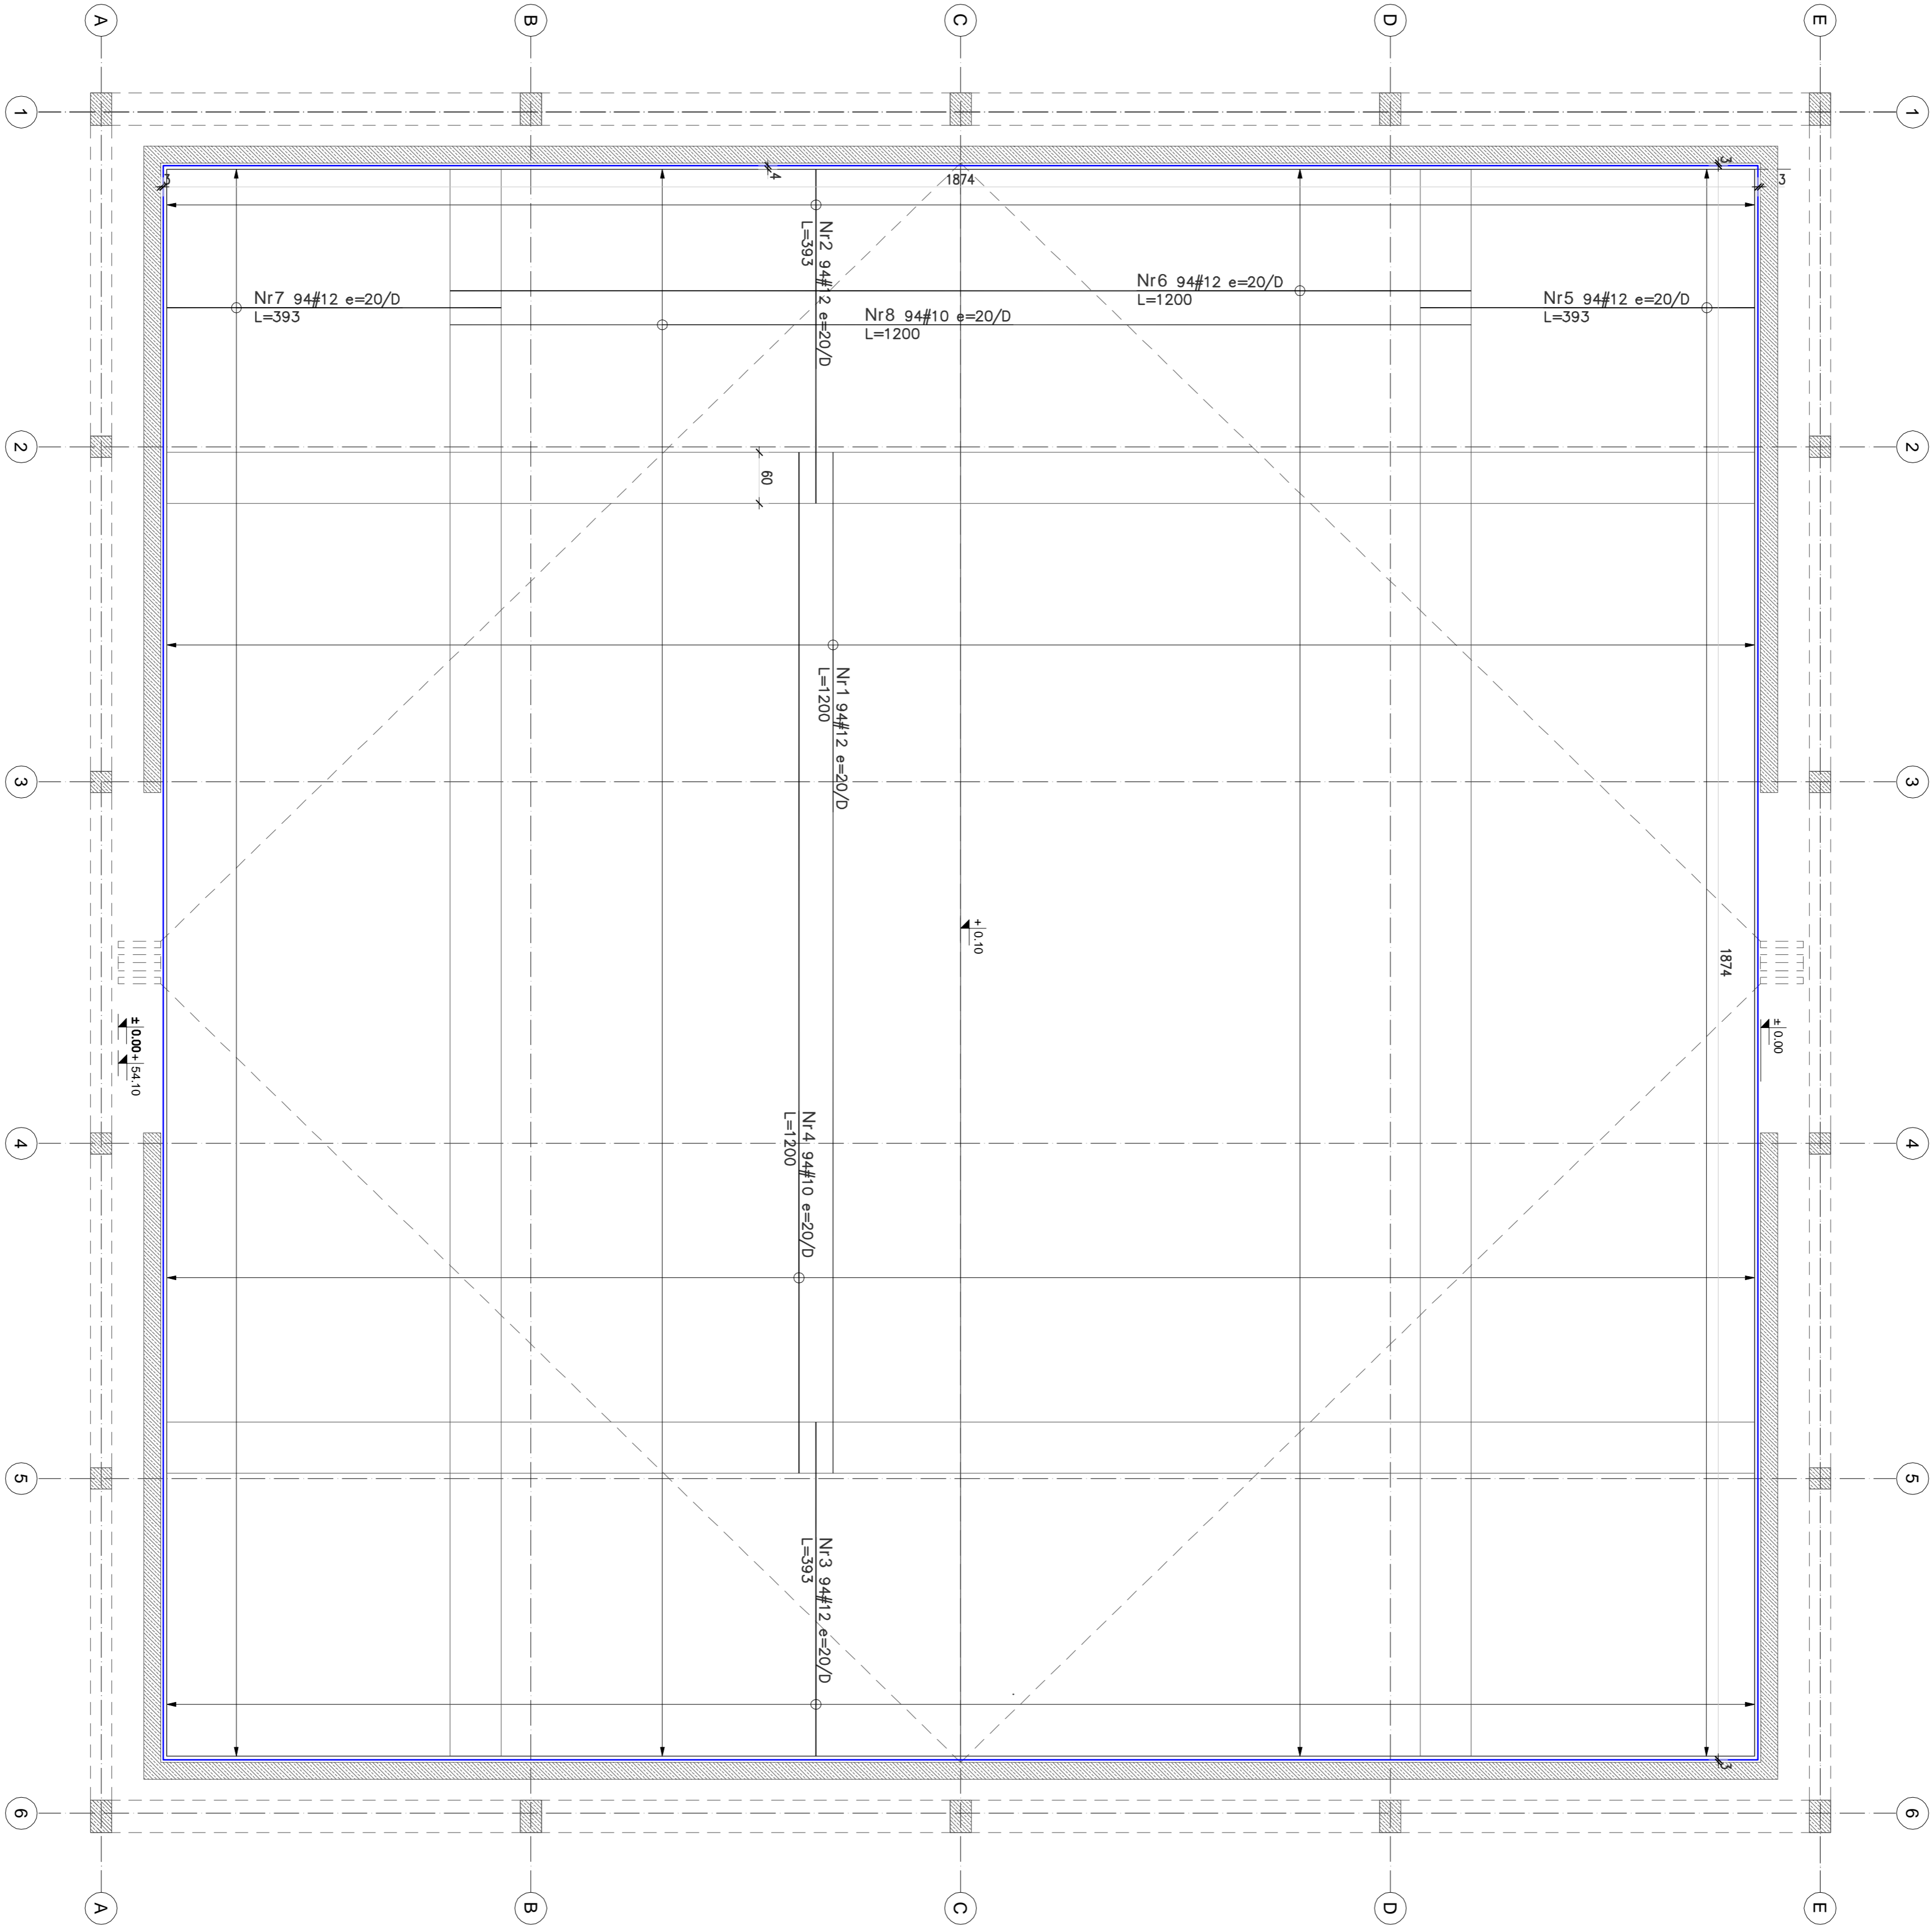 A
B
C
D
E
1
1
3
4
1874
3
3
Nr2 94#12 e=20/D
L=393
Nr6 94#12 e=20/D
L=1200
Nr7 94#12 e=20/D
L=393
Nr8 94#10 e=20/D
L=1200
Nr5 94#12 e=20/D
L=393
2
2
60
Nr1 94#12 e=20/D
L=1200
3
3
+0.10
1874
±0.00
+54.10
±0.00
Nr4 94#10 e=20/D
L=1200
4
4
5
5
Nr3 94#12 e=20/D
L=393
3
6
6
A
B
C
D
E